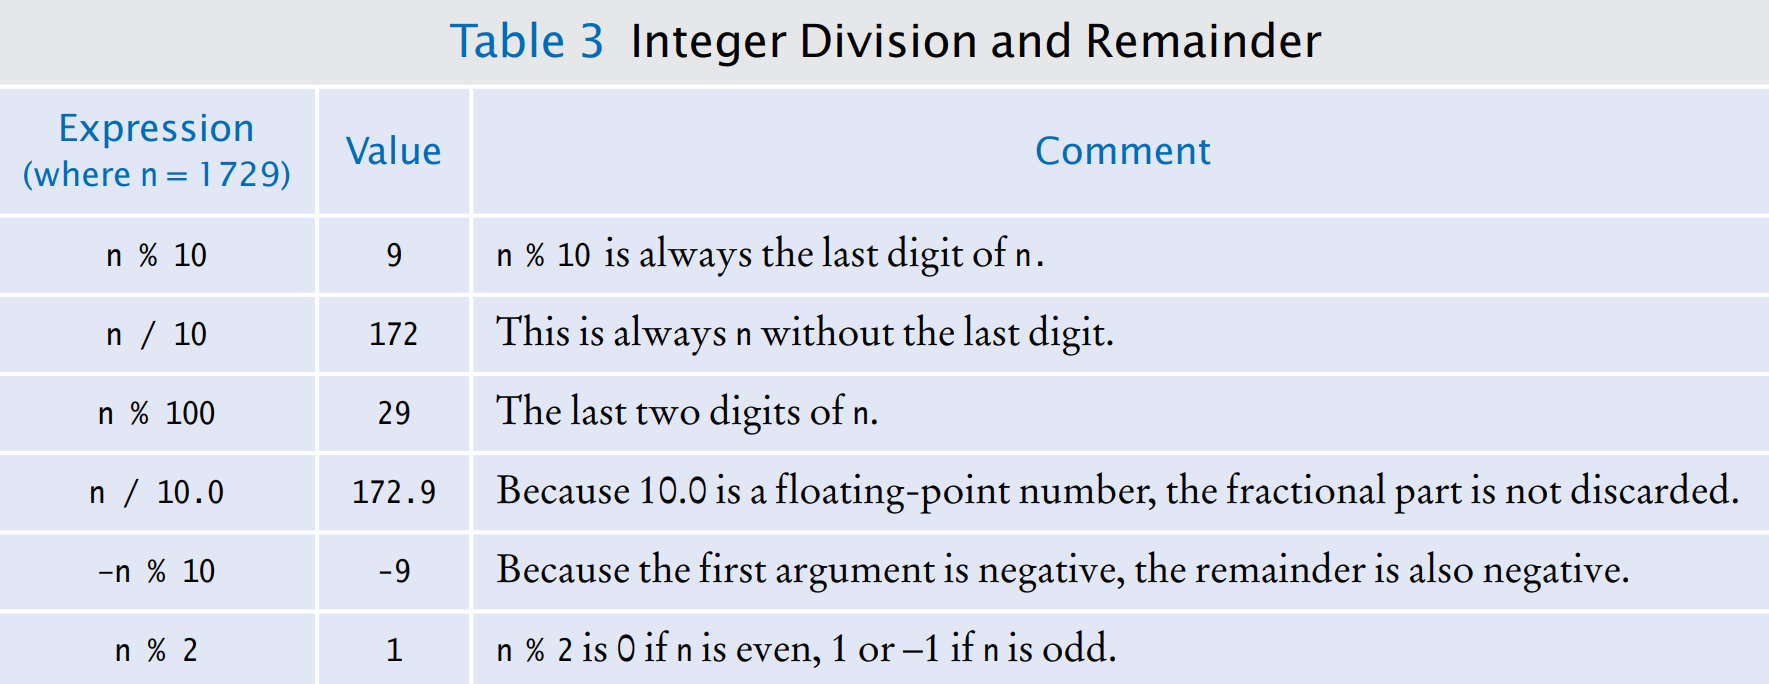 Table 3 Integer Division and Remainder
Expression
(where n = 1729)
Value
Comment
n % 10
9
n % 10 is always the last digit of n.
n / 10
172
This is always n without the last digit.
n % 100
29
The last two digits of n.
n / 10.0
172.9
Because 10.0 is a floating-point number, the fractional part is not discarded.
–n % 10
-9
Because the first argument is negative, the remainder is also negative.
n % 2
1
n % 2 is 0 if n is even, 1 or –1 if n is odd.